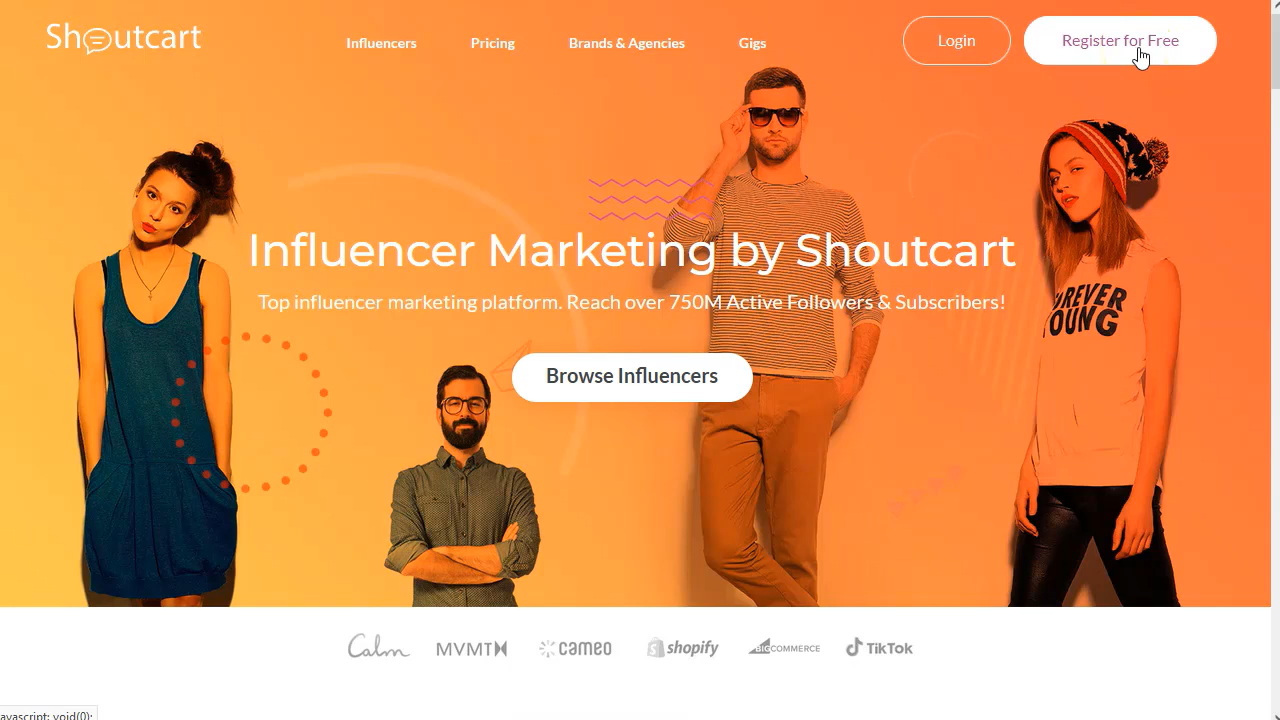 Shoutcart
Influencers
Pricing
Brands & Agencies
Gigs
Login
Register for Free
Influencer Marketing by Shoutcart
Top influencer marketing platform. Reach over 750M Active Followers & Subscribers!
Browse Influencers
REVER
YOUNG
Calm
MVMT
CAMEO
shopify
BIGCOMMERCE
TikTok
avascript: void(0);